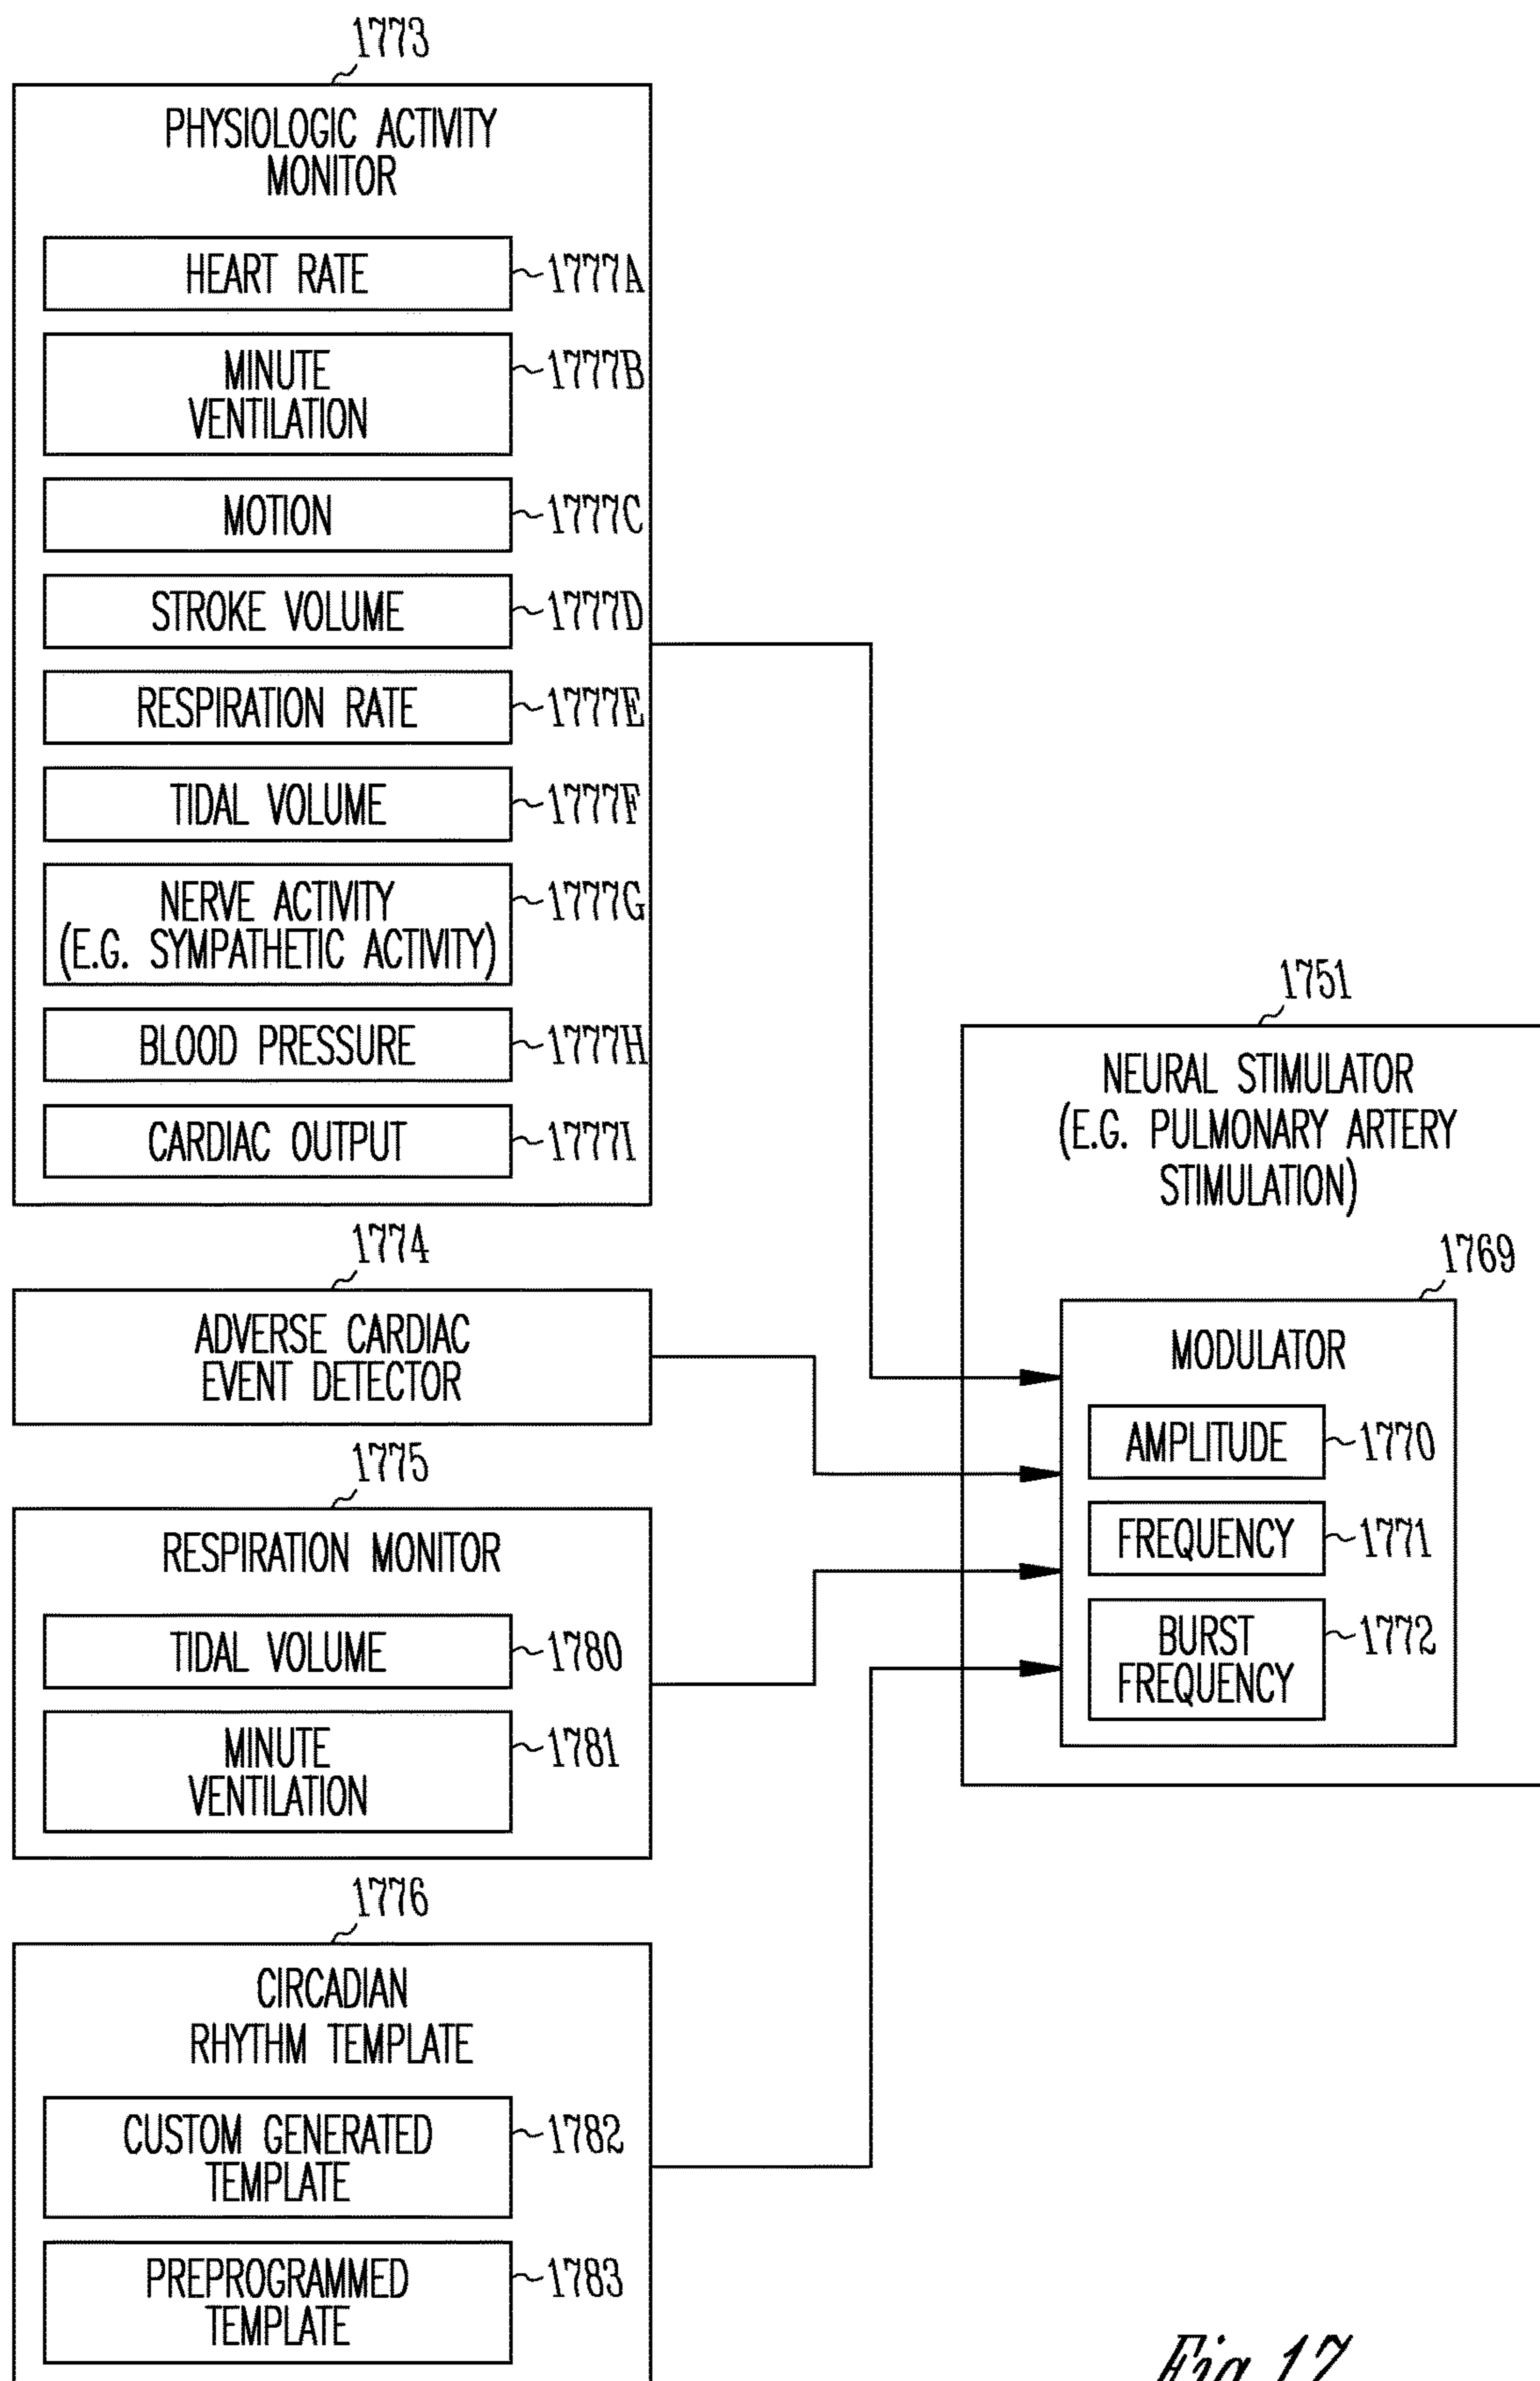 1773
PHYSIOLOGIC ACTIVITY
MONITOR
HEART RATE
1777A
MINUTE
VENTILATION
1777B
MOTION
1777C
STROKE VOLUME
1777D
RESPIRATION RATE
1777E
TIDAL VOLUME
1777F
NERVE ACTIVITY
(E.G. SYMPATHETIC ACTIVITY)
1777G
BLOOD PRESSURE
1777H
CARDIAC OUTPUT
1777I
1774
ADVERSE CARDIAC
EVENT DETECTOR
1775
RESPIRATION MONITOR
TIDAL VOLUME
1780
MINUTE
VENTILATION
1781
1776
CIRCADIAN
RHYTHM TEMPLATE
CUSTOM GENERATED
TEMPLATE
1782
PREPROGRAMMED
TEMPLATE
1783
1751
NEURAL STIMULATOR
(E.G. PULMONARY ARTERY
STIMULATION)
1769
MODULATOR
AMPLITUDE
1770
FREQUENCY
1771
BURST
FREQUENCY
1772
Fig.17